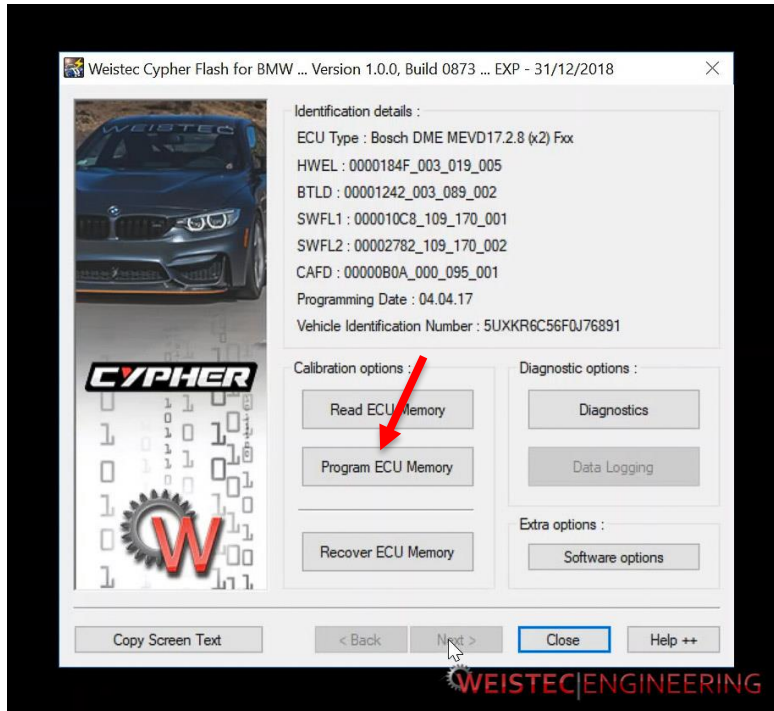 Weistec Cypher Flash for BMW ... Version 1.0.0, Build 0873 ... EXP - 31/12/2018
WEISTEC
CYPHER
W
Identification details :
ECU Type : Bosch DME MEVD17.2.8 (x2) Fxx
HWEL : 0000184F_003_019_005
BTLD : 00001242_003_089_002
SWFL1 : 000010C8_109_170_001
SWFL2 : 00002782_109_170_002
CAFD : 00000B0A_000_095_001
Programming Date : 04.04.17
Vehicle Identification Number : 5UXKR6C56F0J76891
Calibration options :
Read ECU Memory
Program ECU Memory
Recover ECU Memory
Diagnostic options :
Diagnostics
Data Logging
Extra options :
Software options
Copy Screen Text
< Back
Next >
Close
Help ++
WEISTEC|ENGINEERING